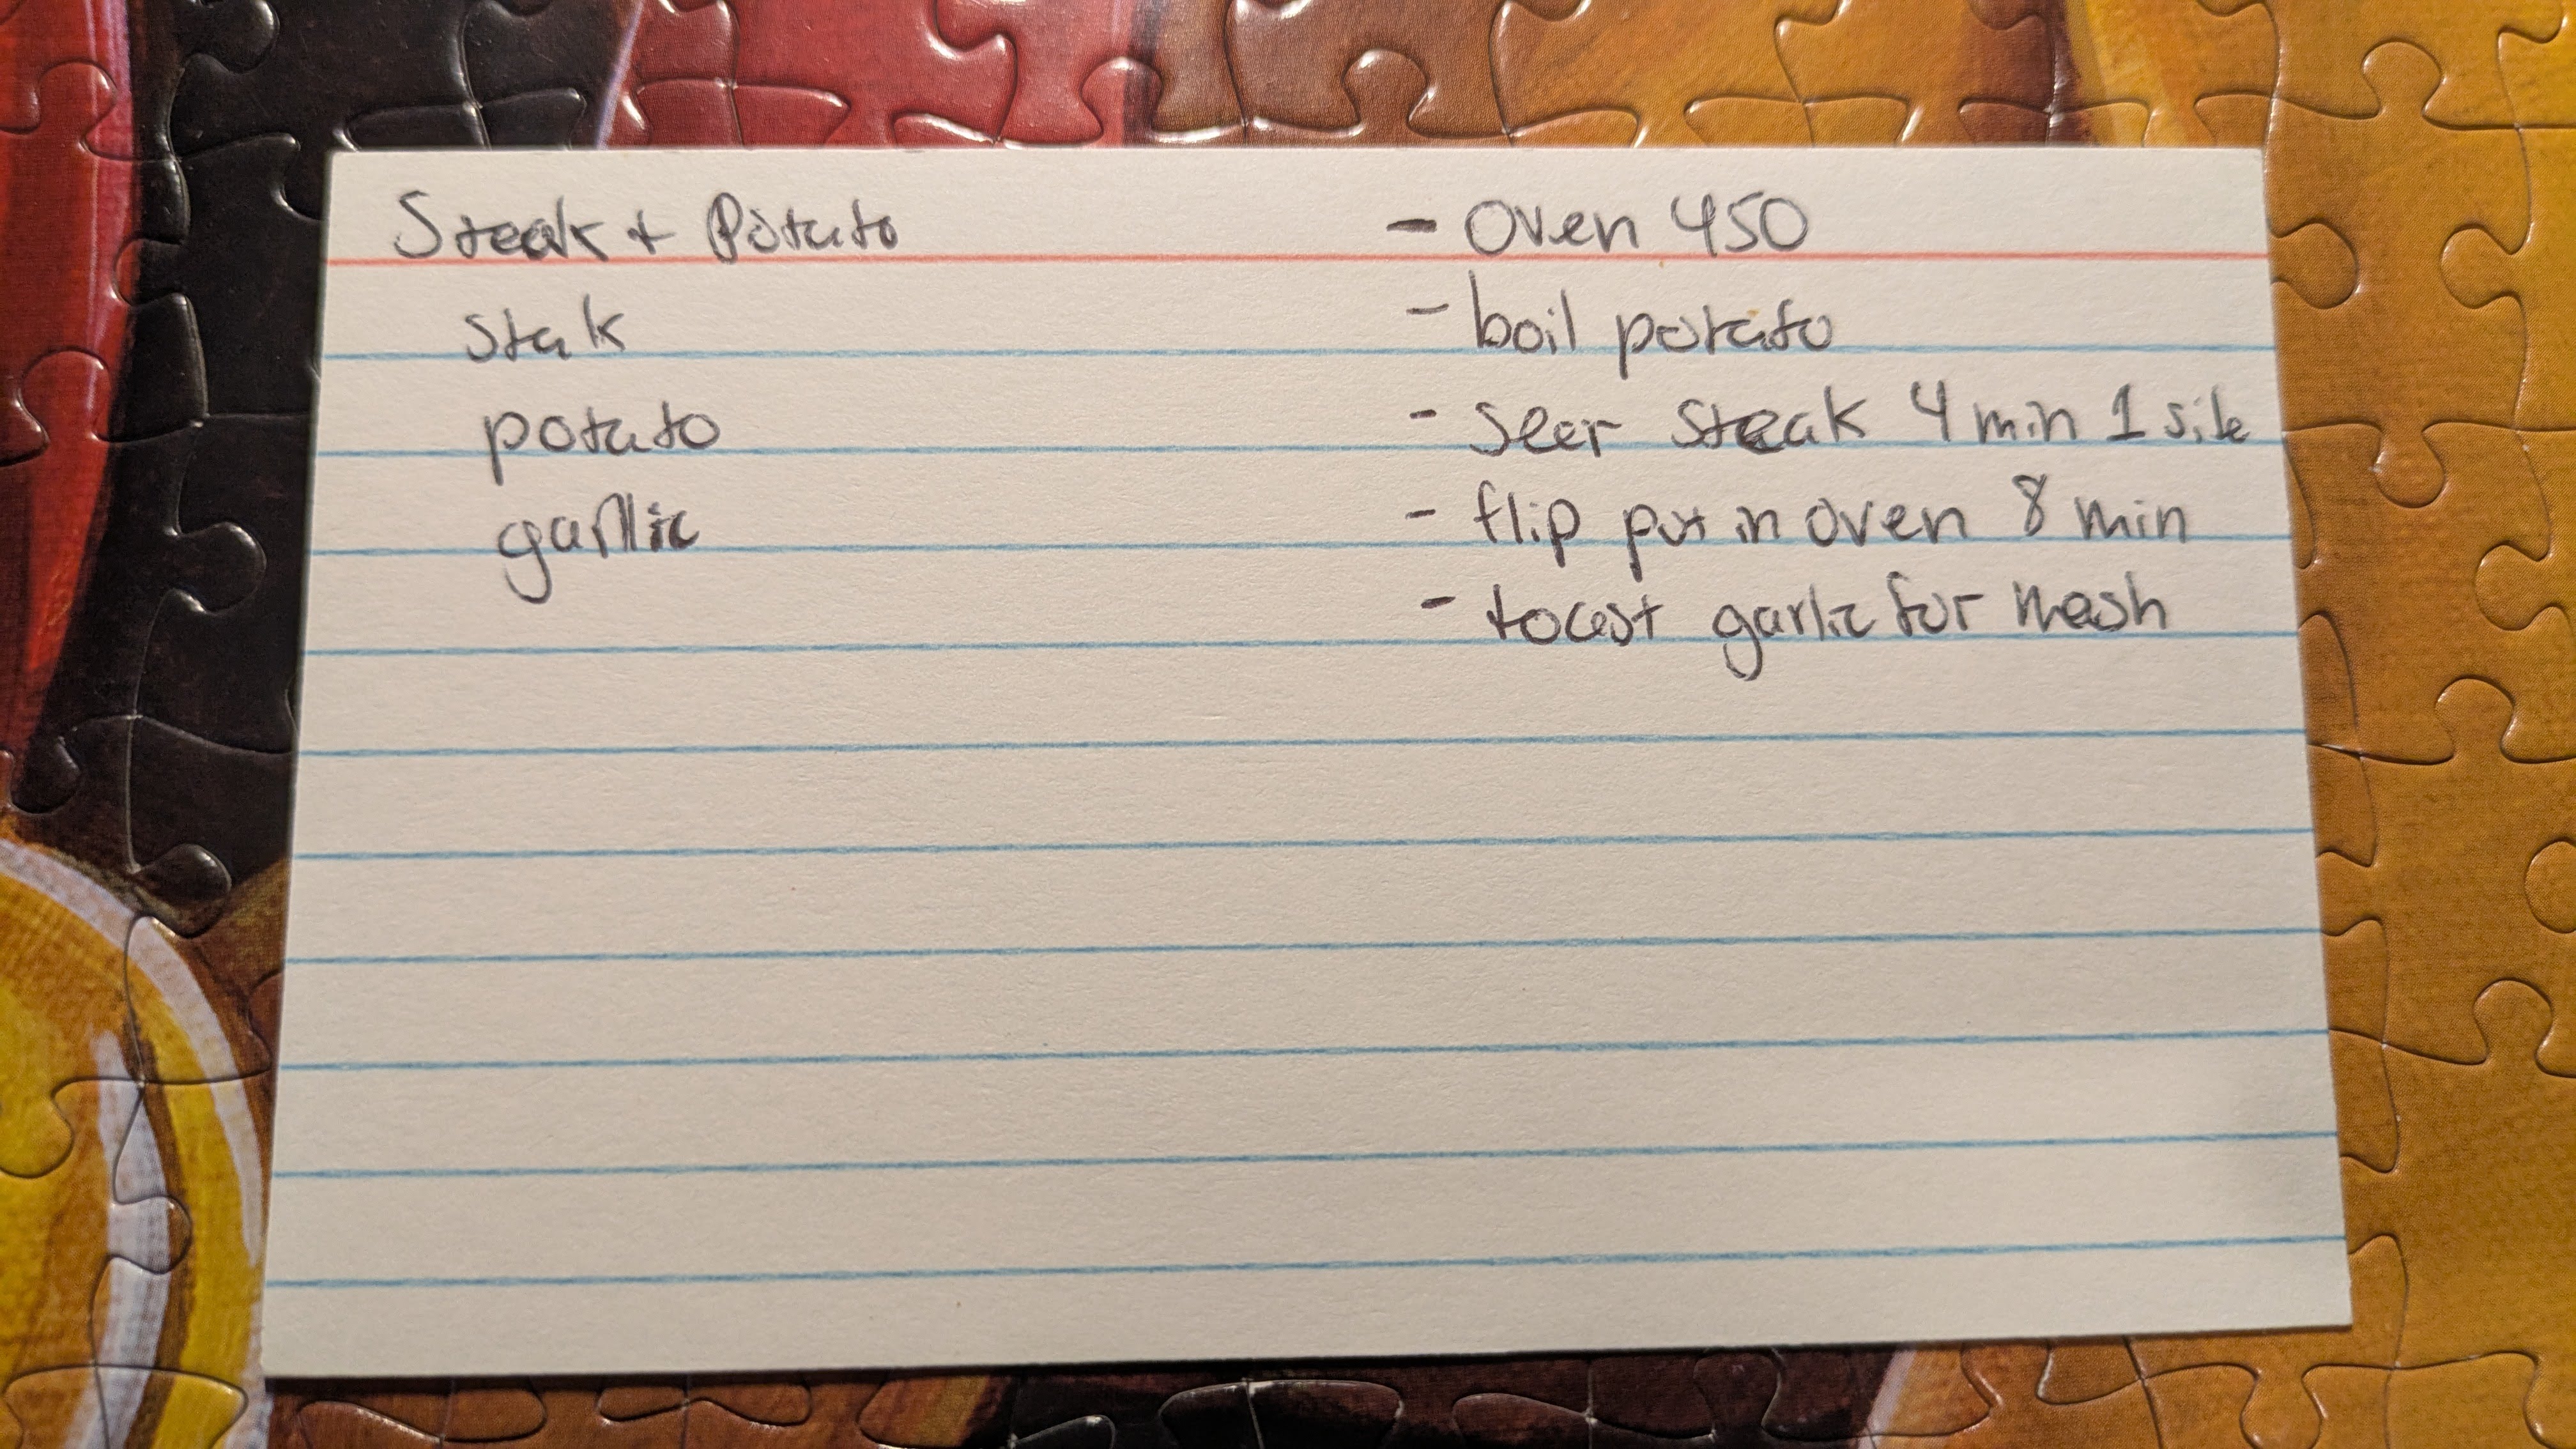 Steak + Potato
stak
potato
garllic
- Oven 450
- boil potato
- seer steak 4 min 1 side
- flip put in oven 8 min
- toast garlic for mash